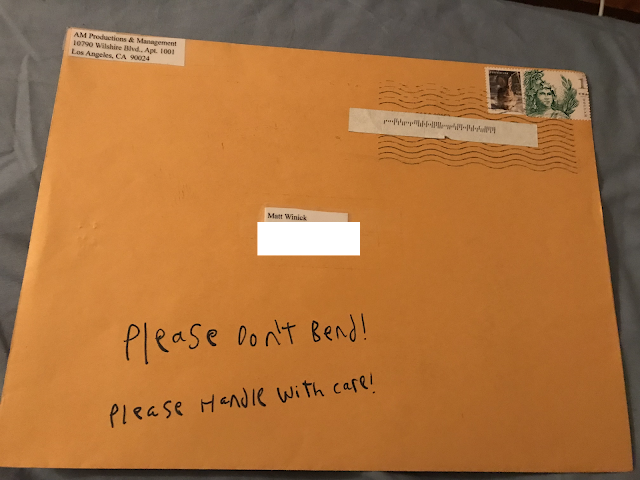 AM Productions & Management
10790 Wilshire Blvd., Apt. 1001
Los Angeles, CA 90024
1
Matt Winick
Please Don't Bend!
Please Handle With care!